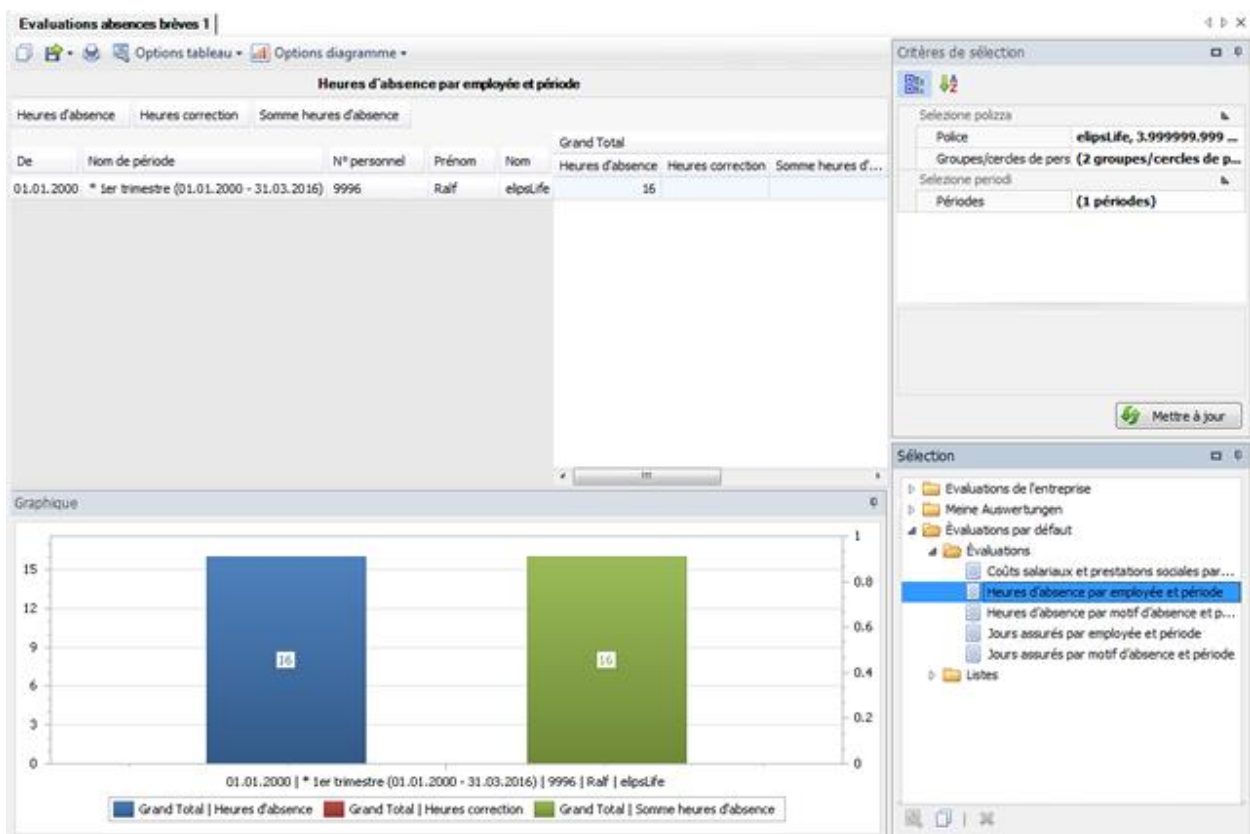 Evaluations absences brèves 1
Options tableau Options diagramme
Heures d'absence par employée et période
Heures d'absence Heures correction Somme heures d'absence
Grand Total
De Nom de période N° personnel Prénom Nom Heures d'absence Heures correction Somme heures d'...
01.01.2000 * 1er trimestre (01.01.2000 - 31.03.2016) 9996 Ralf elipsLife 16
Graphique
15
12
9
6
3
0
1
0.8
0.6
0.4
0.2
0
16 16
01.01.2000 | * 1er trimestre (01.01.2000 - 31.03.2016) | 9996 | Ralf | elipsLife
Grand Total | Heures d'absence Grand Total | Heures correction Grand Total | Somme heures d'absence
Critères de sélection
Selezione polizza
Police elipsLife, 3.999999.999 ...
Groupes/cercles de pers (2 groupes/cercles de p...
Selezione periodi
Périodes (1 périodes)
Mettre à jour
Sélection
Evaluations de l'entreprise
Meine Auswertungen
Évaluations par défaut
Évaluations
Coûts salariaux et prestations sociales par...
Heures d'absence par employée et période
Heures d'absence par motif d'absence et p...
Jours assurés par employée et période
Jours assurés par motif d'absence et période
Listes